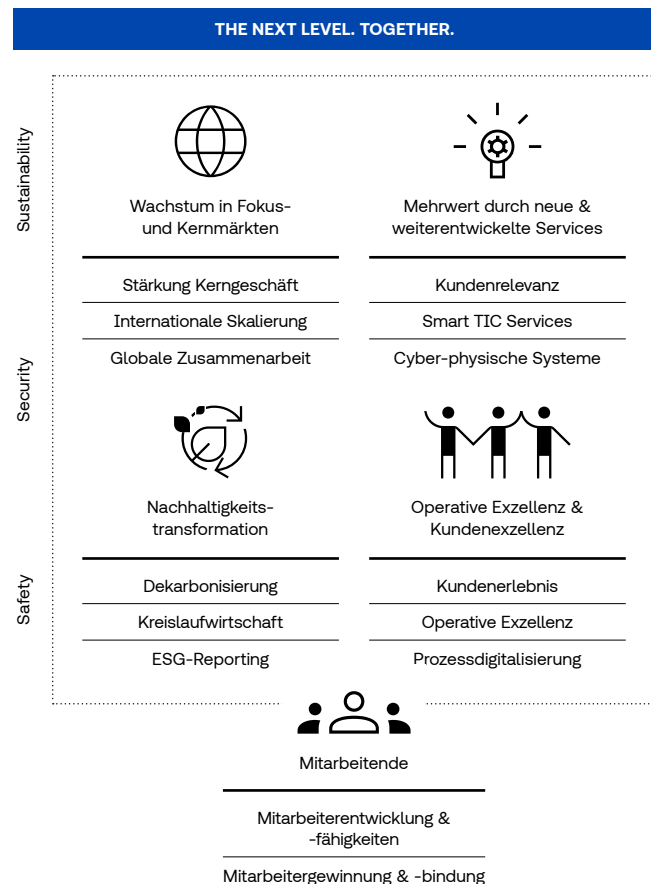 THE NEXT LEVEL. TOGETHER.
Sustainability
Wachstum in Fokus-
und Kernmärkten
Stärkung Kerngeschäft
Internationale Skalierung
Globale Zusammenarbeit
Mehrwert durch neue &
weiterentwickelte Services
Kundenrelevanz
Smart TIC Services
Cyber-physische Systeme
Security
Nachhaltigkeits-
transformation
Dekarbonisierung
Kreislaufwirtschaft
ESG-Reporting
Operative Exzellenz &
Kundenexzellenz
Kundenerlebnis
Operative Exzellenz
Prozessdigitalisierung
Safety
Mitarbeitende
Mitarbeiterentwicklung &
-fähigkeiten
Mitarbeitergewinnung & -bindung